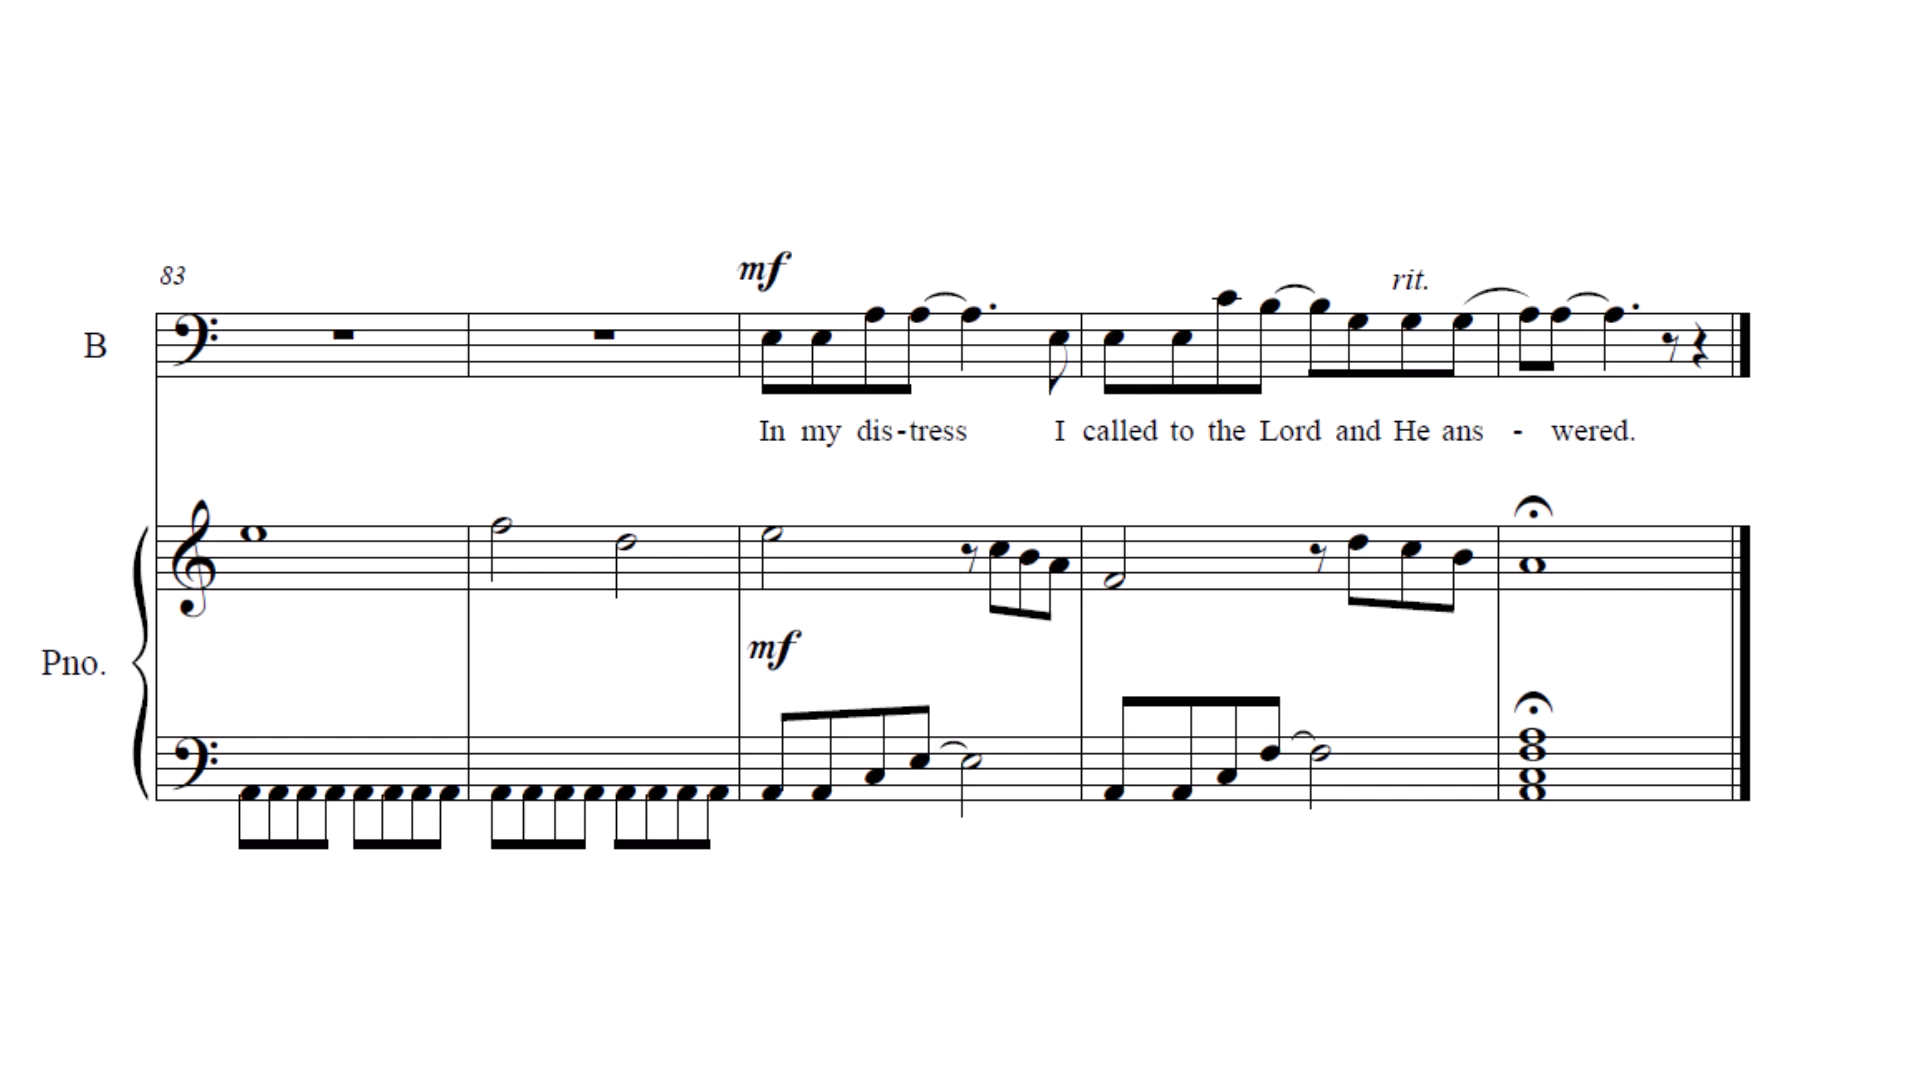 83
mf
rit.
B
In my dis-tress I called to the Lord and He ans - wered.
Pno.
mf